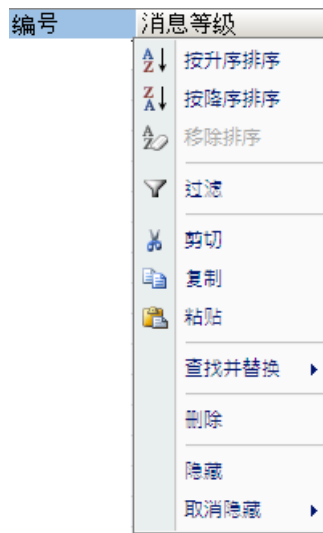 编号 消息等级
按升序排序
按降序排序
移除排序
过滤
剪切
复制
粘贴
查找并替换
删除
隐藏
取消隐藏